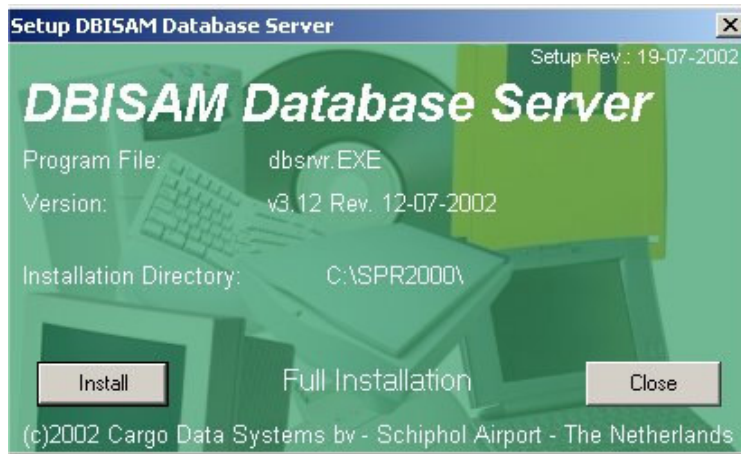 Setup DBISAM Database Server
Setup Rev.: 19-07-2002
DBISAM Database Server
Program File: dbsrvr.EXE
Version: v3.12 Rev. 12-07-2002
Installation Directory: C:\SPR2000\
Install Full Installation Close
(c)2002 Cargo Data Systems bv - Schiphol Airport - The Netherlands